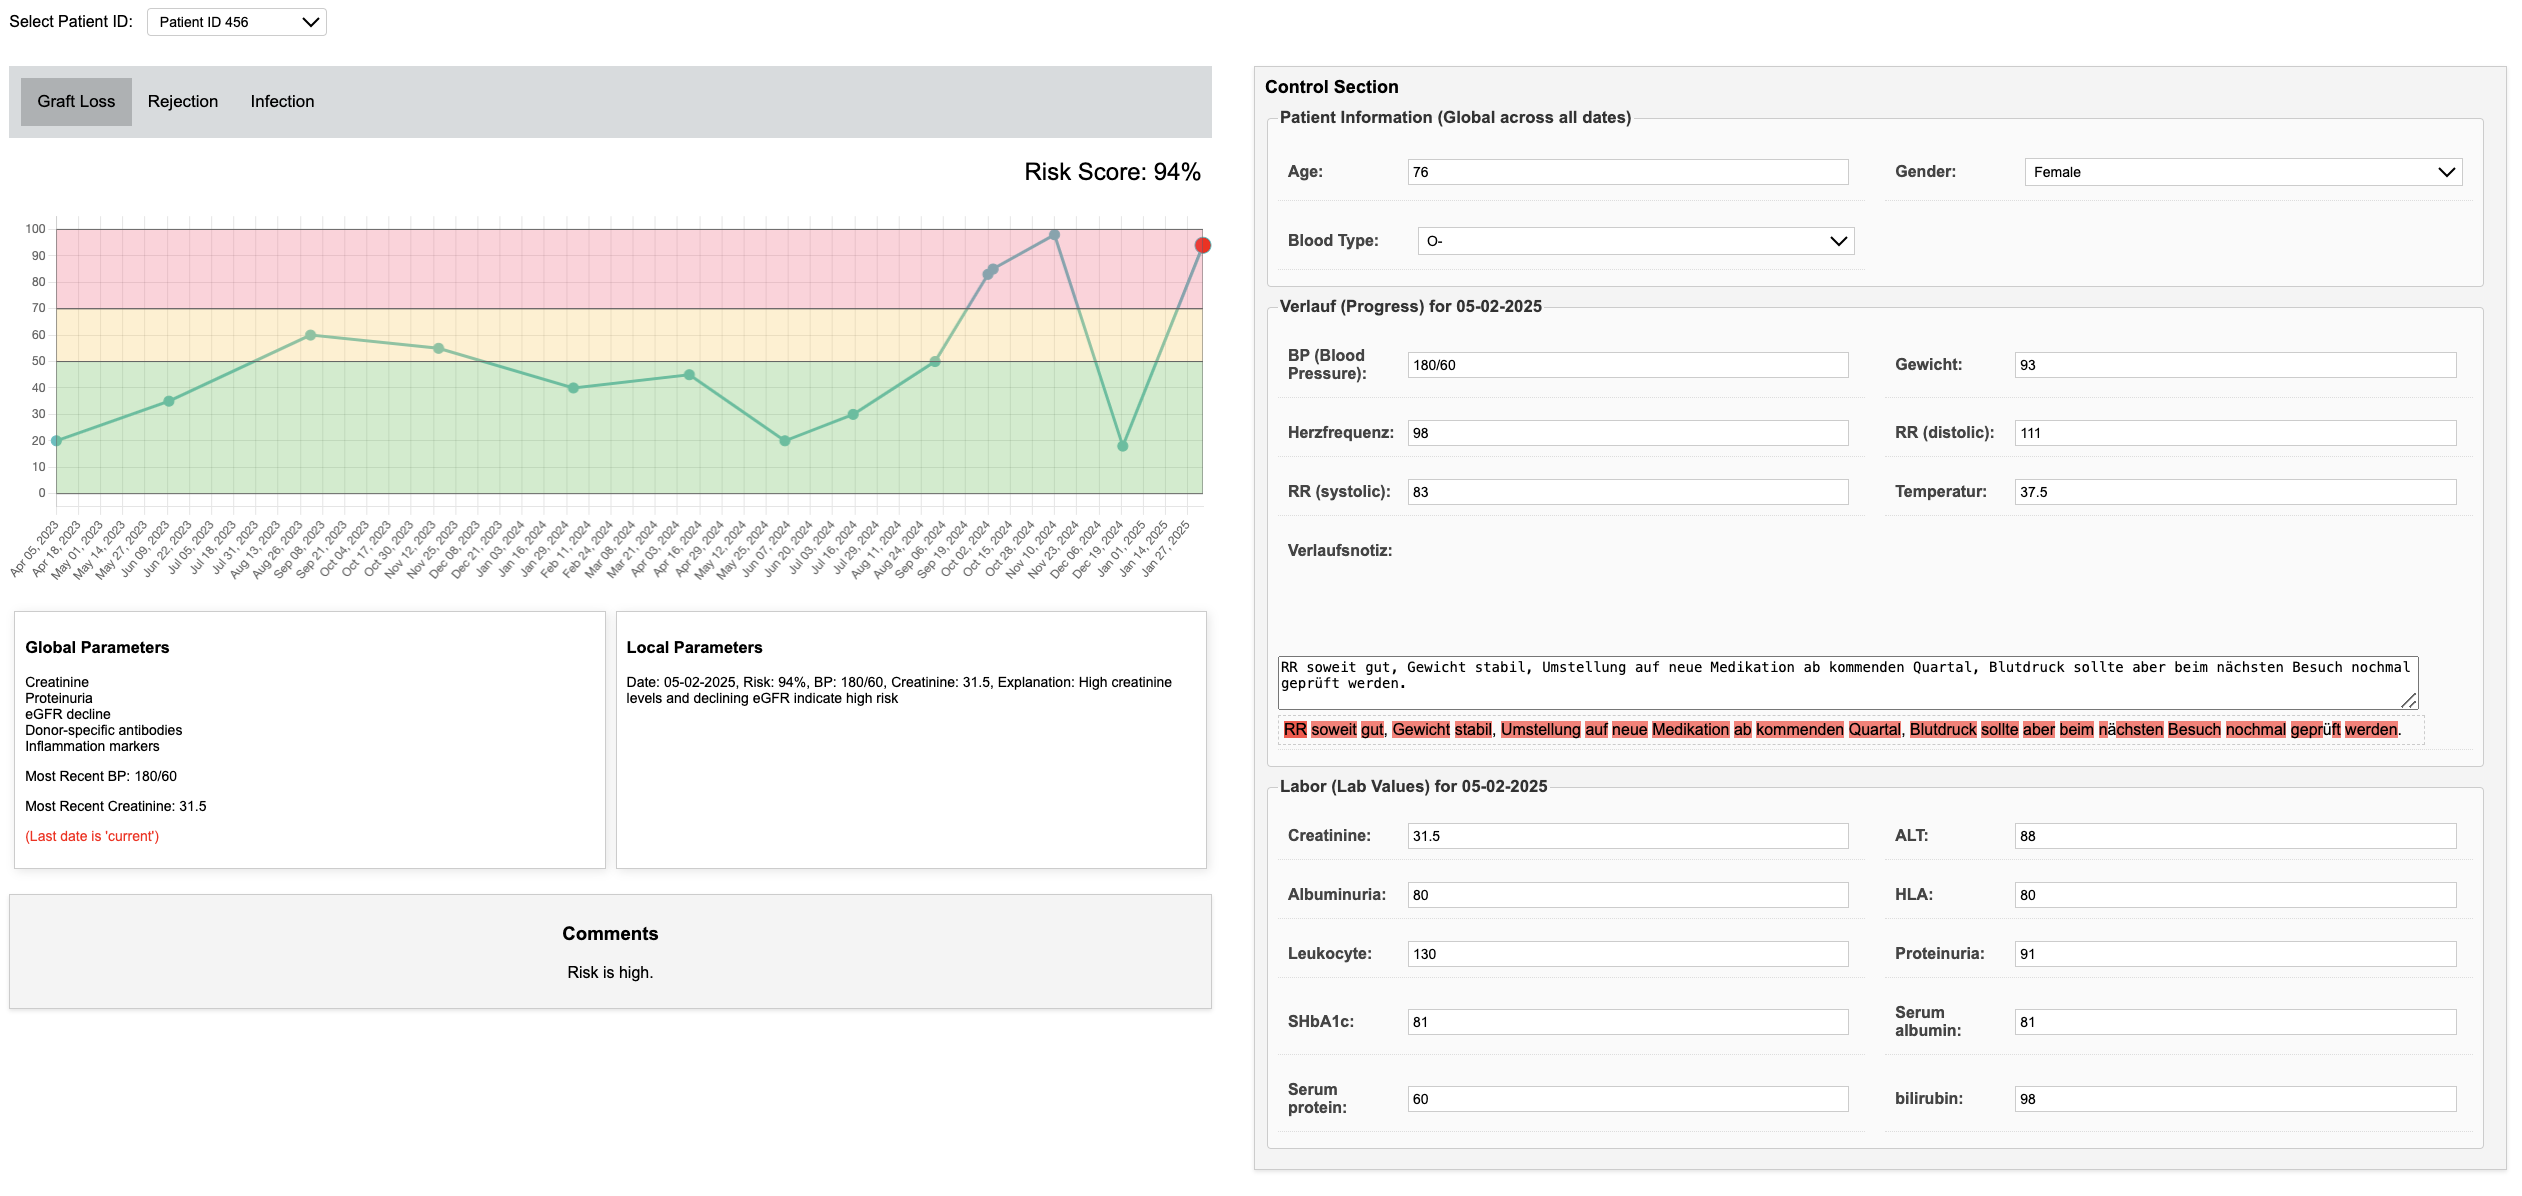 Select Patient ID: Patient ID 456
Graft Loss Rejection Infection
Risk Score: 94%
100
90
80
70
60
50
40
30
20
10
0
Apr 05, 2023
Apr 18, 2023
May 01, 2023
May 14, 2023
May 27, 2023
Jun 09, 2023
Jun 22, 2023
Jul 05, 2023
Jul 18, 2023
Jul 31, 2023
Aug 13, 2023
Aug 26, 2023
Sep 08, 2023
Sep 21, 2023
Oct 04, 2023
Oct 17, 2023
Oct 30, 2023
Nov 12, 2023
Nov 25, 2023
Dec 08, 2023
Dec 21, 2023
Jan 03, 2024
Jan 16, 2024
Jan 29, 2024
Feb 11, 2024
Feb 24, 2024
Mar 08, 2024
Mar 21, 2024
Apr 03, 2024
Apr 16, 2024
Apr 29, 2024
May 12, 2024
May 25, 2024
Jun 07, 2024
Jun 20, 2024
Jul 03, 2024
Jul 16, 2024
Jul 29, 2024
Aug 11, 2024
Aug 24, 2024
Sep 06, 2024
Sep 19, 2024
Oct 02, 2024
Oct 15, 2024
Oct 28, 2024
Nov 10, 2024
Nov 23, 2024
Dec 06, 2024
Dec 19, 2024
Jan 01, 2025
Jan 14, 2025
Jan 27, 2025
Global Parameters
Creatinine
Proteinuria
eGFR decline
Donor-specific antibodies
Inflammation markers
Most Recent BP: 180/60
Most Recent Creatinine: 31.5
(Last date is 'current')
Local Parameters
Date: 05-02-2025, Risk: 94%, BP: 180/60, Creatinine: 31.5, Explanation: High creatinine
levels and declining eGFR indicate high risk
Comments
Risk is high.
Control Section
Patient Information (Global across all dates)
Age: 76 Gender: Female
Blood Type: O-
Verlauf (Progress) for 05-02-2025
BP (Blood
Pressure): 180/60 Gewicht: 93
Herzfrequenz: 98 RR (distolic): 111
RR (systolic): 83 Temperatur: 37.5
Verlaufsnotiz:
RR soweit gut, Gewicht stabil, Umstellung auf neue Medikation ab kommenden Quartal, Blutdruck sollte aber beim nächsten Besuch nochmal
geprüft werden.
RR soweit gut, Gewicht stabil, Umstellung auf neue Medikation ab kommenden Quartal, Blutdruck sollte aber beim nächsten Besuch nochmal geprüft werden.
Labor (Lab Values) for 05-02-2025
Creatinine: 31.5 ALT: 88
Albuminuria: 80 HLA: 80
Leukocyte: 130 Proteinuria: 91
SHbA1c: 81 Serum
albumin: 81
Serum
protein: 60 bilirubin: 98